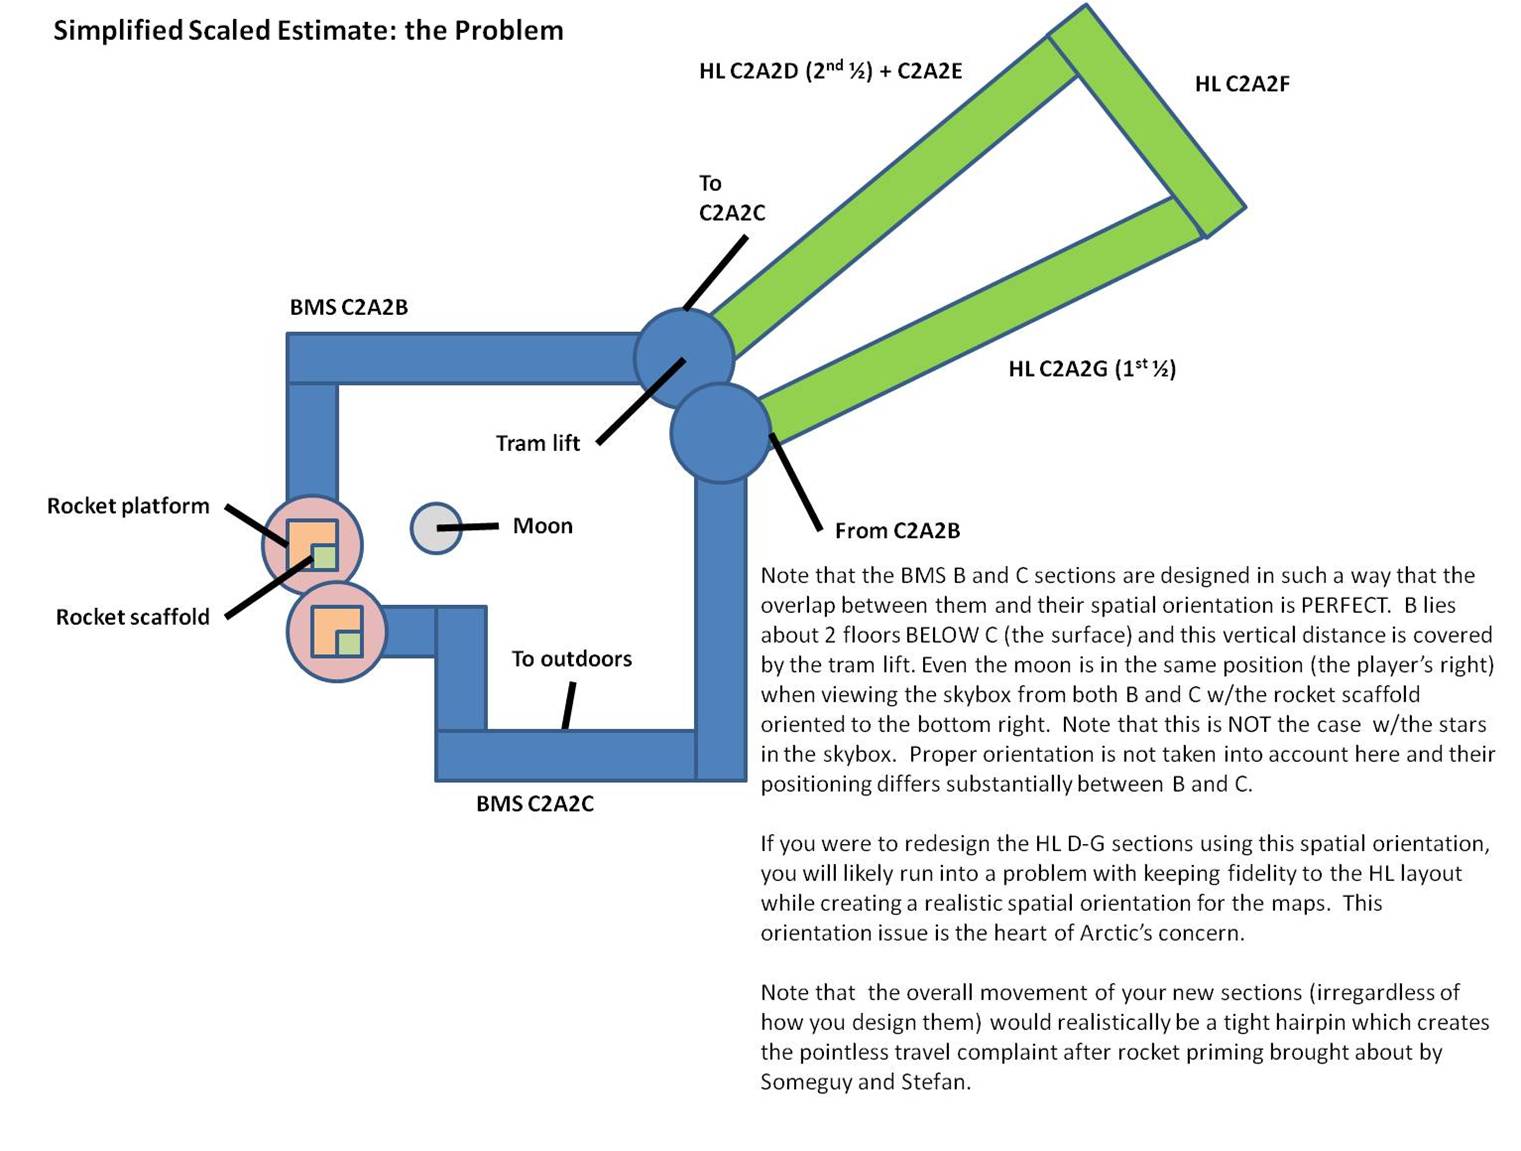 Simplified Scaled Estimate: the Problem
HL C2A2D (2nd ½) + C2A2E
HL C2A2F
To
C2A2C
BMS C2A2B
HL C2A2G (1st ½)
Tram lift
Rocket platform
Moon
From C2A2B
Rocket scaffold
To outdoors
BMS C2A2C
Note that the BMS B and C sections are designed in such a way that the
overlap between them and their spatial orientation is PERFECT. B lies
about 2 floors BELOW C (the surface) and this vertical distance is covered
by the tram lift. Even the moon is in the same position (the player's right)
when viewing the skybox from both B and C w/the rocket scaffold
oriented to the bottom right. Note that this is NOT the case w/the stars
in the skybox. Proper orientation is not taken into account here and their
positioning differs substantially between B and C.
If you were to redesign the HL D-G sections using this spatial orientation,
you will likely run into a problem with keeping fidelity to the HL layout
while creating a realistic spatial orientation for the maps. This
orientation issue is the heart of Arctic's concern.
Note that the overall movement of your new sections (irregardless of
how you design them) would realistically be a tight hairpin which creates
the pointless travel complaint after rocket priming brought about by
Someguy and Stefan.